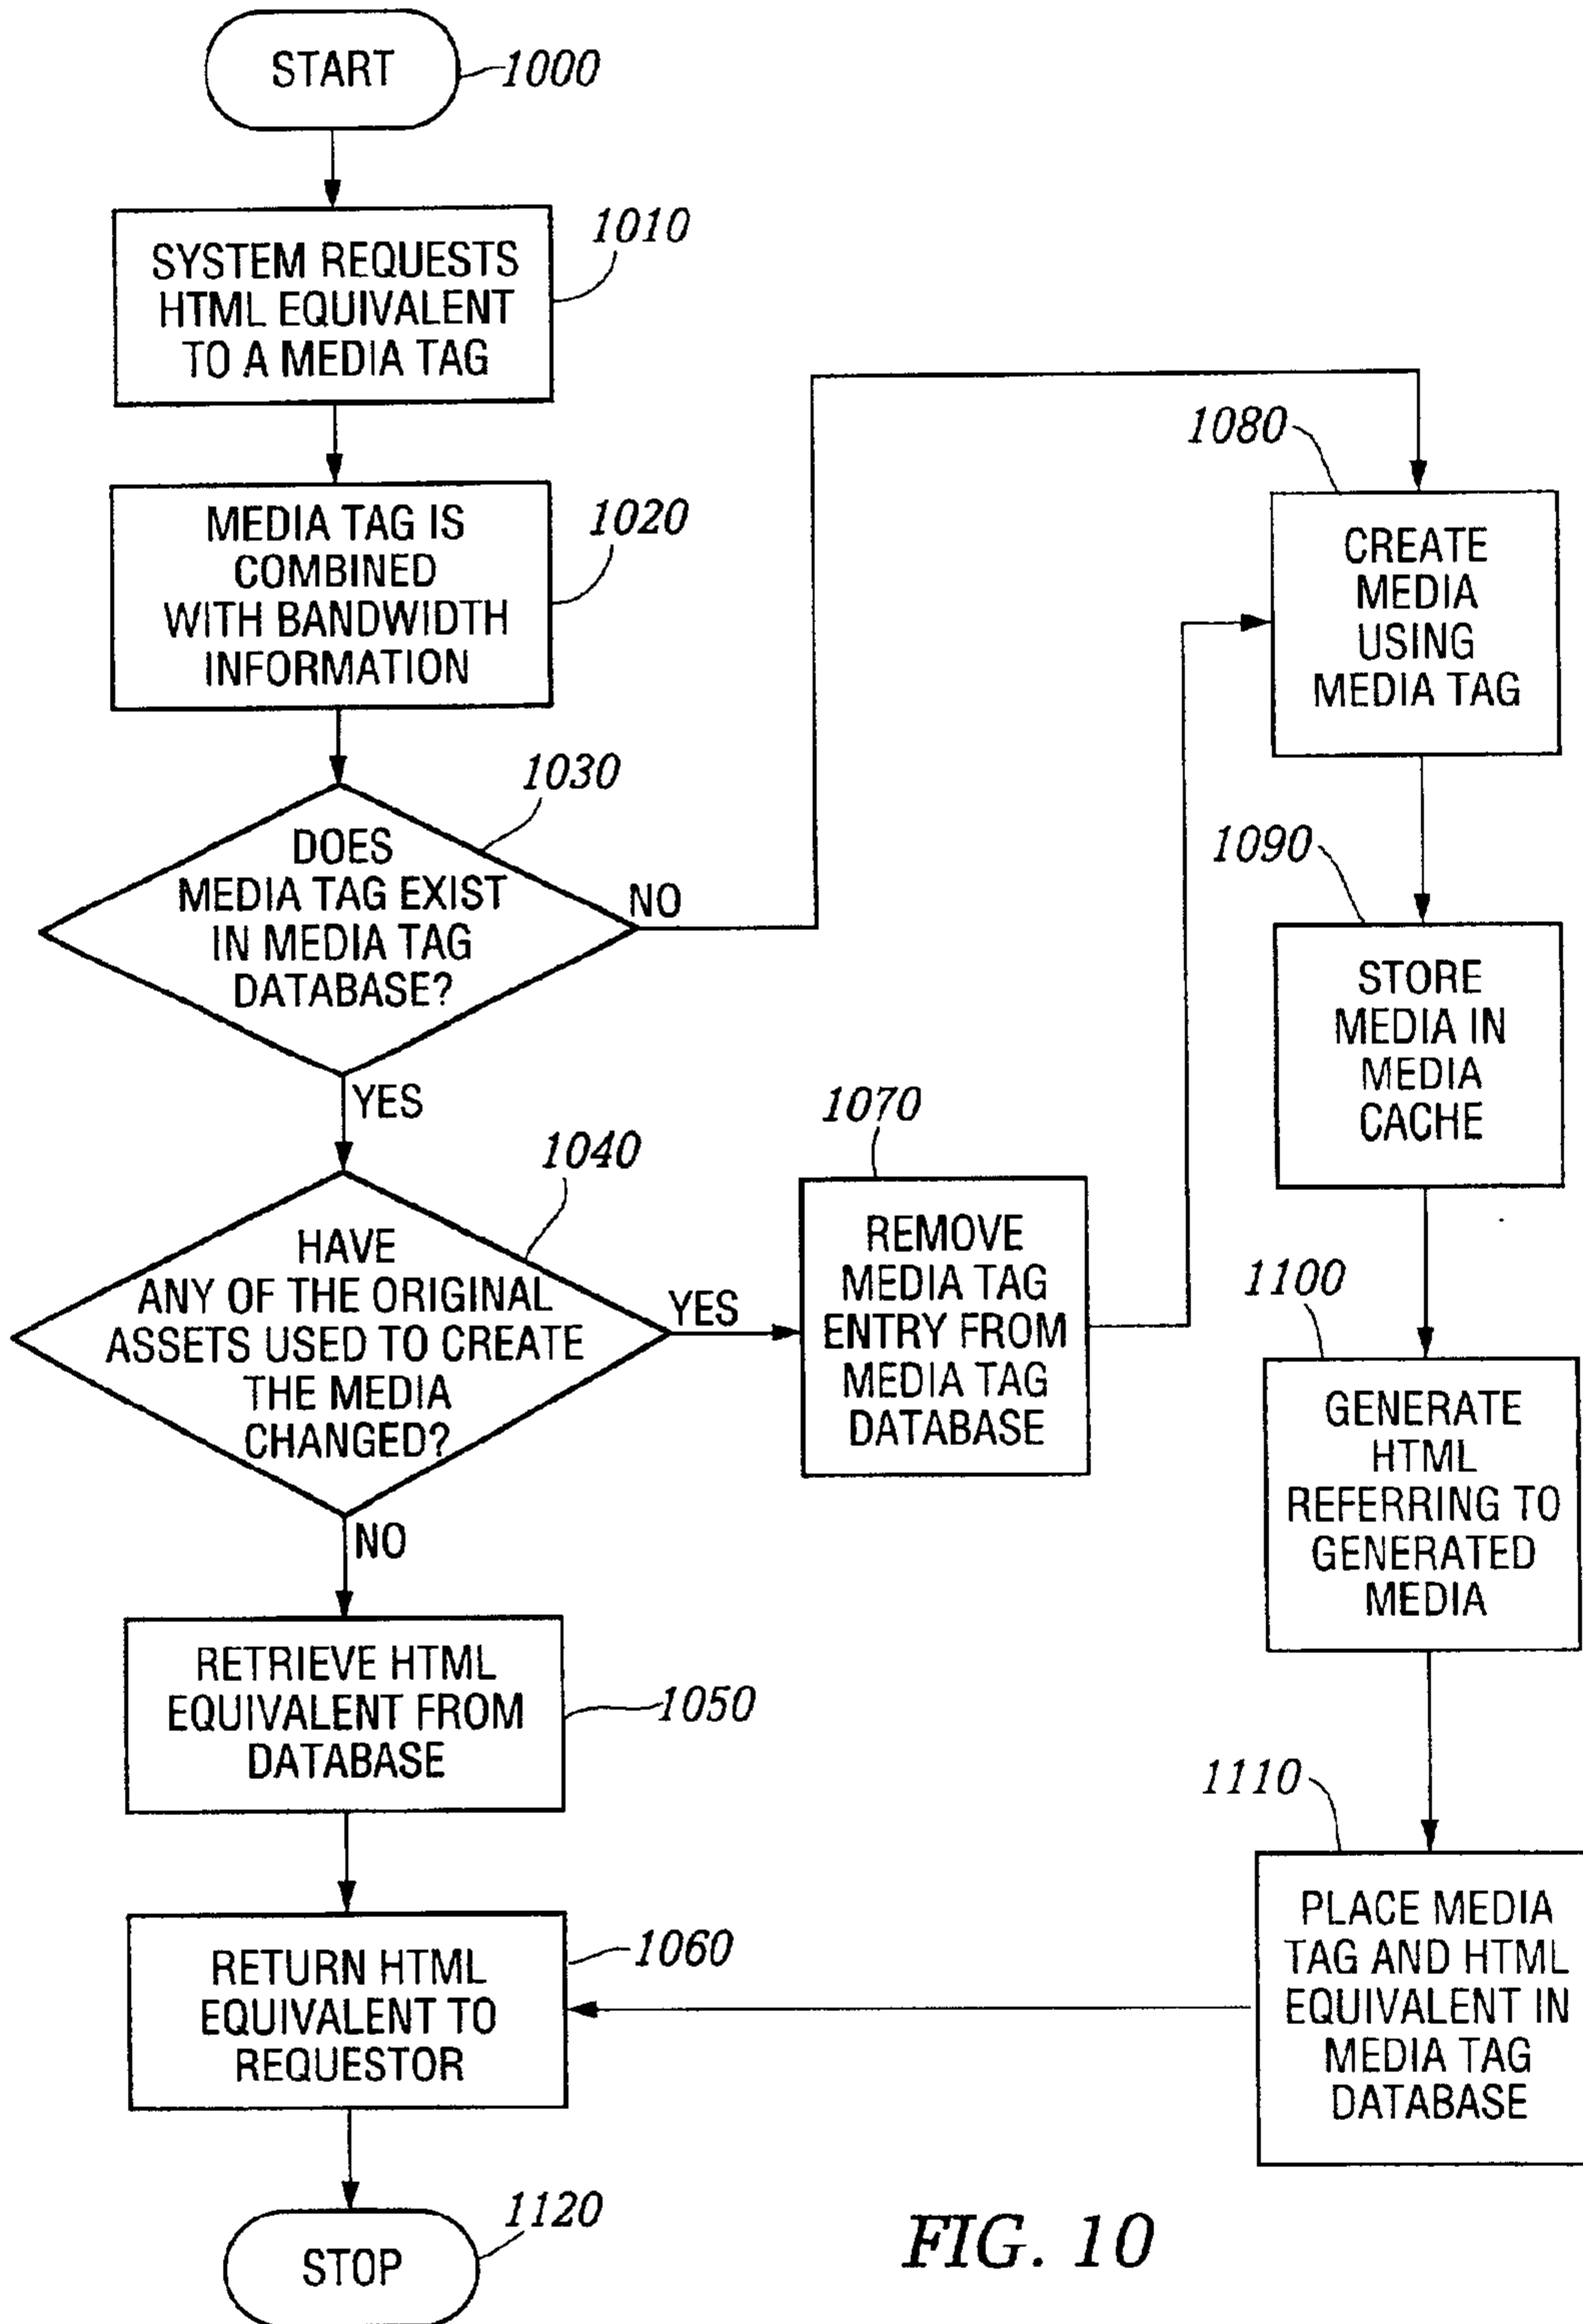 START
1000
SYSTEM REQUESTS
HTML EQUIVALENT
TO A MEDIA TAG
1010
MEDIA TAG IS
COMBINED
WITH BANDWIDTH
INFORMATION
1020
DOES
MEDIA TAG EXIST
IN MEDIA TAG
DATABASE?
1030
NO
YES
HAVE
ANY OF THE ORIGINAL
ASSETS USED TO CREATE
THE MEDIA
CHANGED?
1040
YES
NO
RETRIEVE HTML
EQUIVALENT FROM
DATABASE
1050
RETURN HTML
EQUIVALENT TO
REQUESTOR
1060
STOP
1120
1070
REMOVE
MEDIA TAG
ENTRY FROM
MEDIA TAG
DATABASE
1080
CREATE
MEDIA
USING
MEDIA TAG
1090
STORE
MEDIA IN
MEDIA
CACHE
1100
GENERATE
HTML
REFERRING TO
GENERATED
MEDIA
1110
PLACE MEDIA
TAG AND HTML
EQUIVALENT IN
MEDIA TAG
DATABASE
FIG. 10